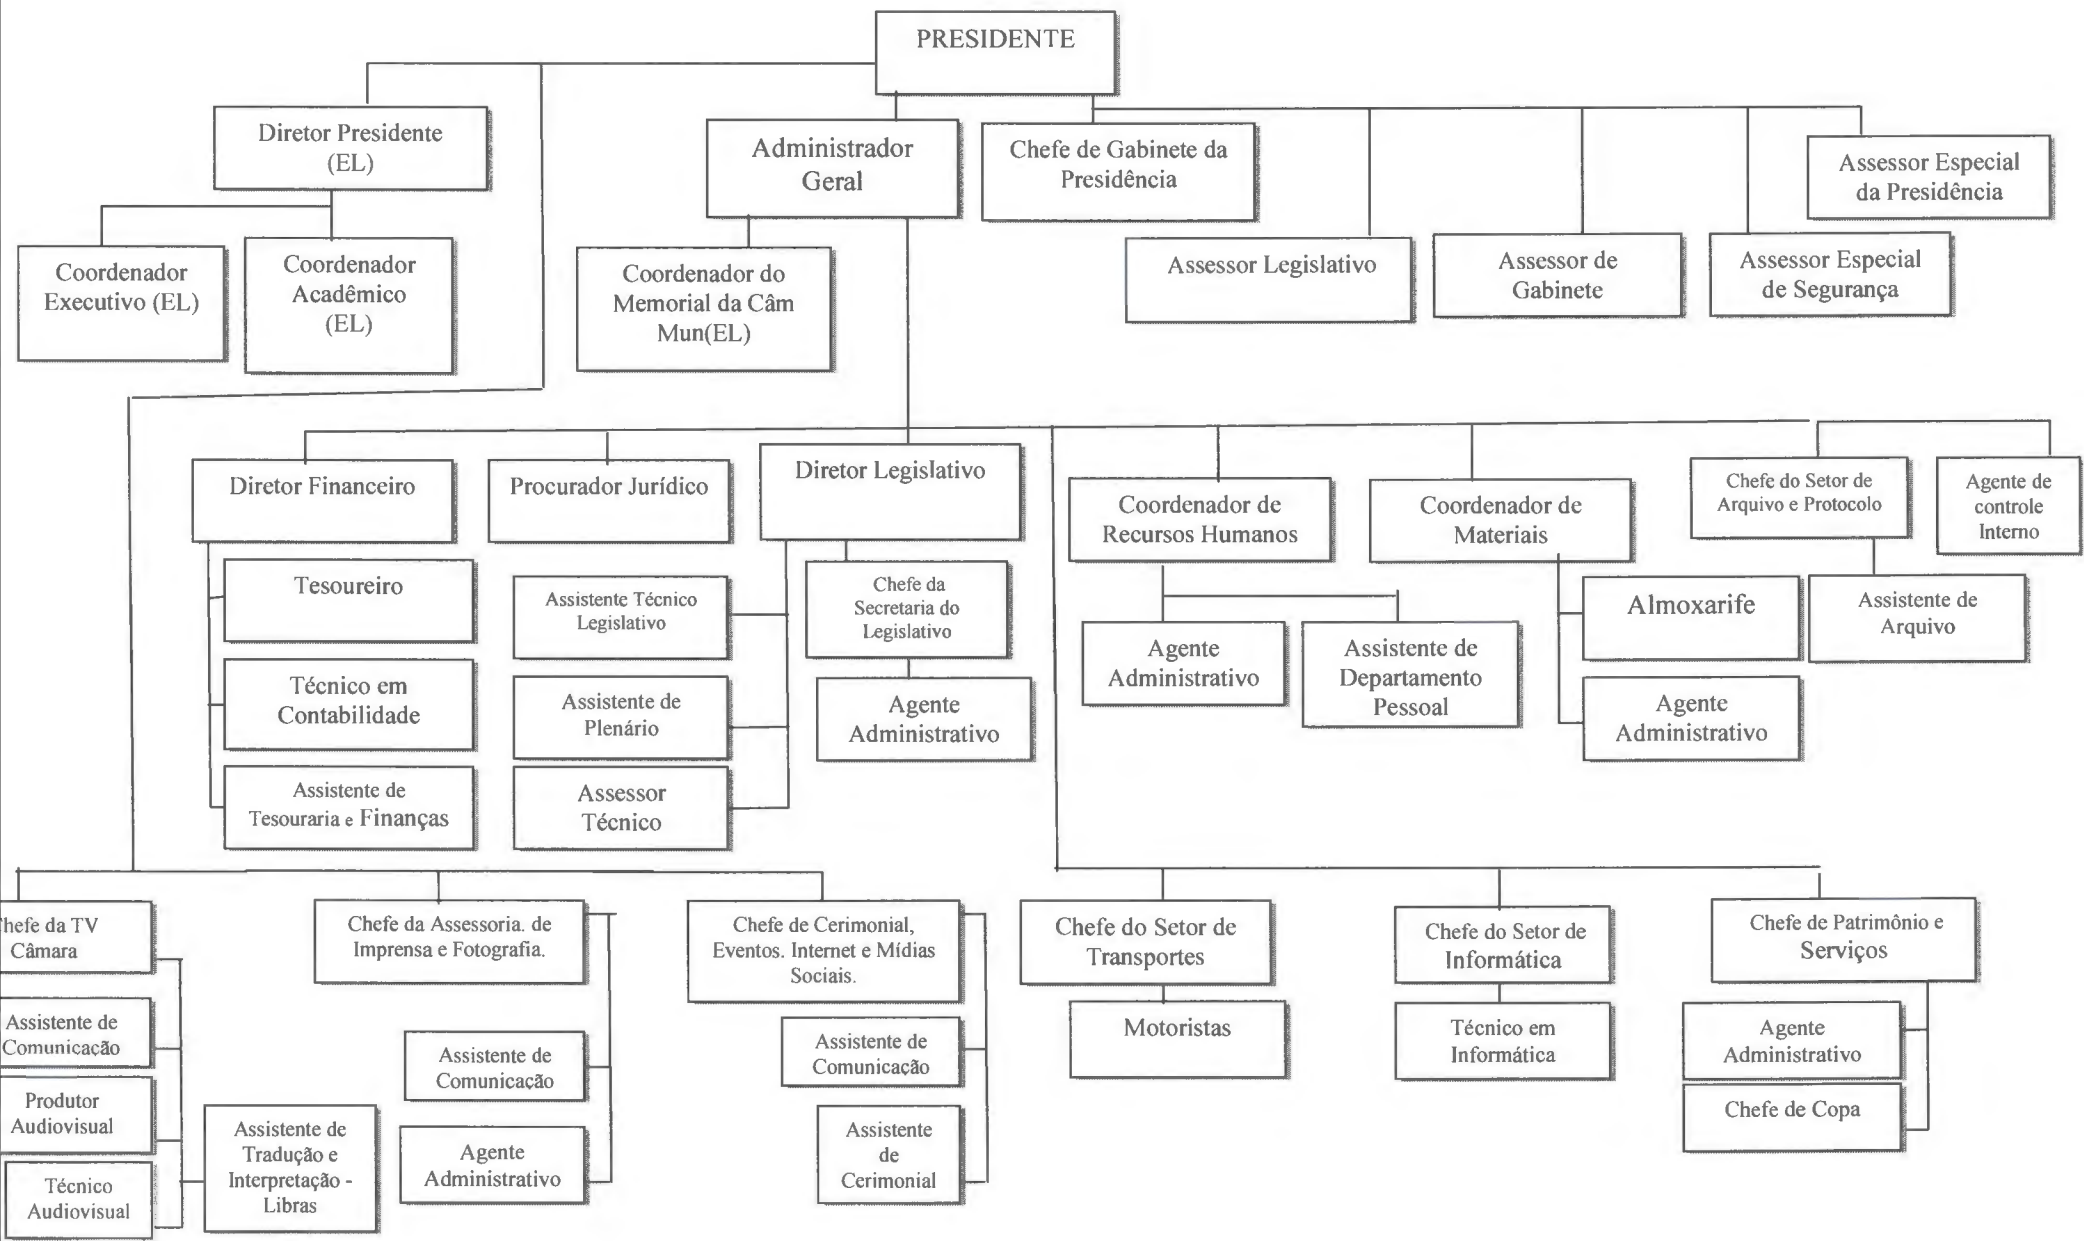 PRESIDENTE
Diretor Presidente
(EL)
Administrador
Geral
Chefe de Gabinete da
Presidência
Assessor Especial
da Presidência
Coordenador
Executivo (EL)
Coordenador
Acadêmico
(EL)
Coordenador do
Memorial da Câm
Mun(EL)
Assessor Legislativo
Assessor de
Gabinete
Assessor Especial
de Segurança
Diretor Financeiro
Procurador Jurídico
Diretor Legislativo
Coordenador de
Recursos Humanos
Coordenador de
Materiais
Chefe do Setor de
Arquivo e Protocolo
Agente de
controle
Interno
Tesoureiro
Assistente Técnico
Legislativo
Chefe da
Secretaria do
Legislativo
Agente
Administrativo
Assistente de
Departamento
Pessoal
Almoxarife
Assistente de
Arquivo
Técnico em
Contabilidade
Assistente de
Plenário
Agente
Administrativo
Agente
Administrativo
Assistente de
Tesouraria e Finanças
Assessor
Técnico
hefe da TV
Câmara
Chefe da Assessoria. de
Imprensa e Fotografia.
Chefe de Cerimonial,
Eventos. Internet e Mídias
Sociais.
Chefe do Setor de
Transportes
Chefe do Setor de
Informática
Chefe de Patrimônio e
Serviços
Assistente de
Comunicação
Assistente de
Comunicação
Assistente de
Comunicação
Motoristas
Técnico em
Informática
Agente
Administrativo
Produtor
Audiovisual
Assistente de
Tradução e
Interpretação -
Libras
Agente
Administrativo
Assistente
de
Cerimonial
Chefe de Copa
Técnico
Audiovisual